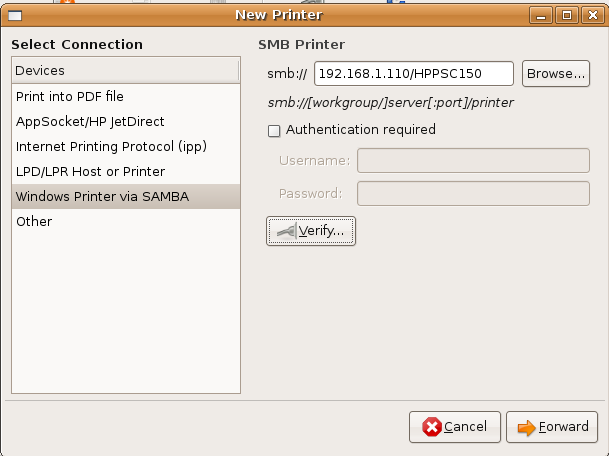 New Printer
Select Connection
Devices
Print into PDF file
AppSocket/HP JetDirect
Internet Printing Protocol (ipp)
LPD/LPR Host or Printer
Windows Printer via SAMBA
Other
SMB Printer
smb:// 192.168.1.110/HPPSC150 Browse...
smb://[workgroup/]server[:port]/printer
Authentication required
Username:
Password:
Verify...
Cancel Forward